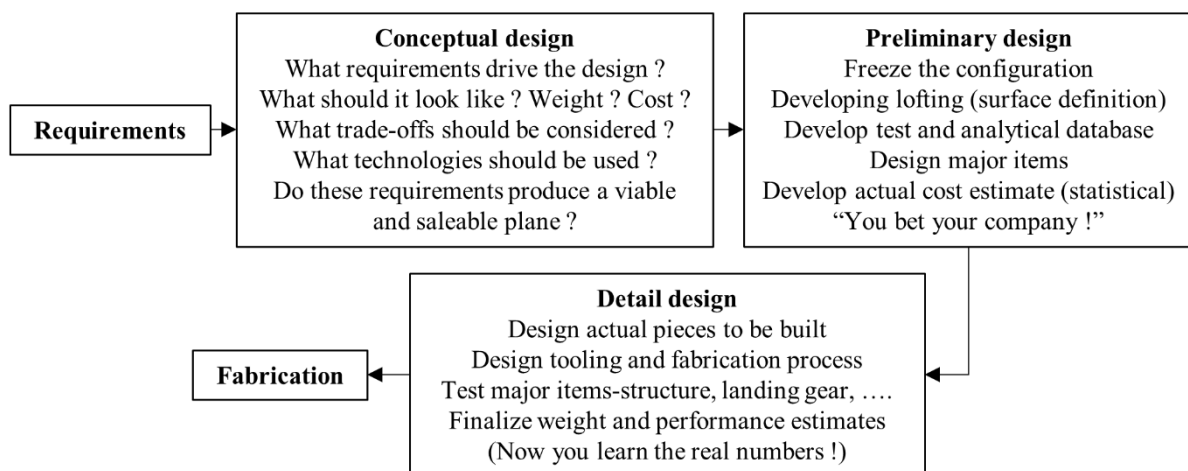 Requirements
Conceptual design
What requirements drive the design ?
What should it look like ? Weight ? Cost ?
What trade-offs should be considered ?
What technologies should be used ?
Do these requirements produce a viable
and saleable plane ?
Preliminary design
Freeze the configuration
Developing lofting (surface definition)
Develop test and analytical database
Design major items
Develop actual cost estimate (statistical)
“You bet your company !”
Detail design
Design actual pieces to be built
Design tooling and fabrication process
Test major items-structure, landing gear, ….
Finalize weight and performance estimates
(Now you learn the real numbers !)
Fabrication